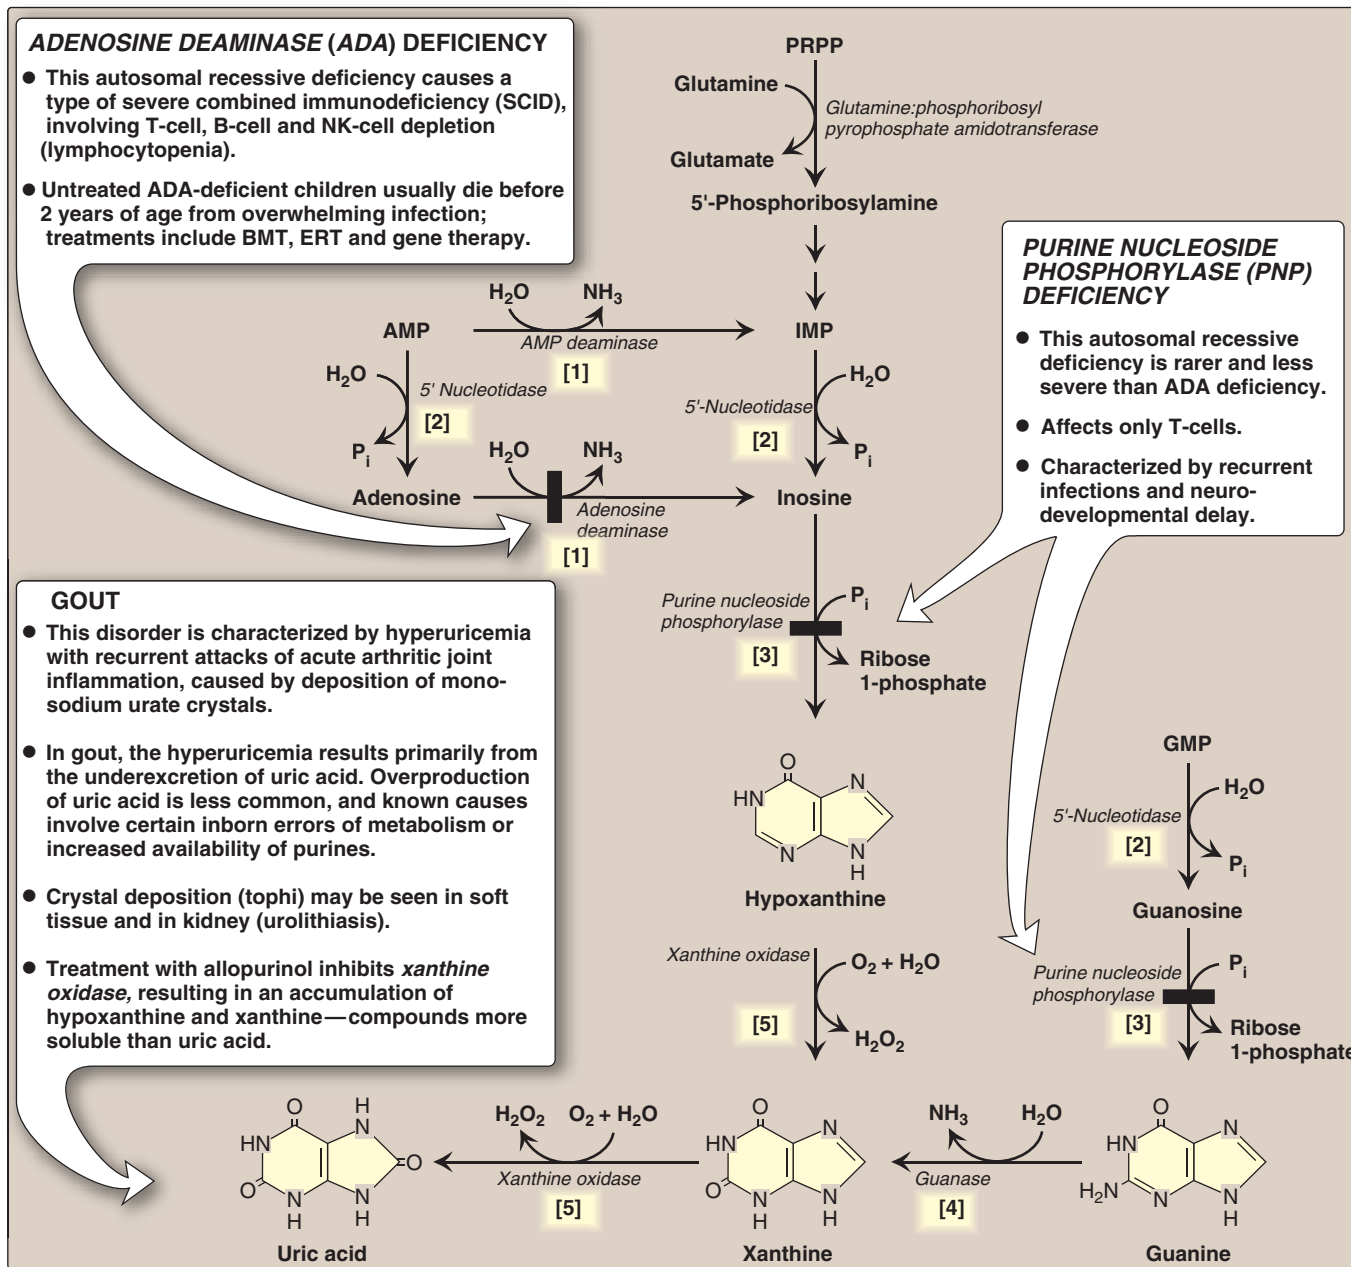 ADENOSINE DEAMINASE (ADA) DEFICIENCY
● This autosomal recessive deficiency causes a
type of severe combined immunodeficiency (SCID),
involving T-cell, B-cell and NK-cell depletion
(lymphocytopenia).
● Untreated ADA-deficient children usually die before
2 years of age from overwhelming infection;
treatments include BMT, ERT and gene therapy.
PRPP
Glutamine
Glutamine:phosphoribosyl
pyrophosphate amidotransferase
Glutamate
5'-Phosphoribosylamine
PURINE NUCLEOSIDE
PHOSPHORYLASE (PNP)
DEFICIENCY
● This autosomal recessive
deficiency is rarer and less
severe than ADA deficiency.
● Affects only T-cells.
● Characterized by recurrent
infections and neuro-
developmental delay.
H2O NH3
AMP
AMP deaminase
[1]
IMP
H2O
5' Nucleotidase
[2]
Pi
H2O
5'-Nucleotidase
[2]
Pi
H2O NH3
Adenosine
Adenosine
deaminase
[1]
Inosine
Purine nucleoside
phosphorylase
[3]
Pi
Ribose
1-phosphate
GOUT
● This disorder is characterized by hyperuricemia
with recurrent attacks of acute arthritic joint
inflammation, caused by deposition of mono-
sodium urate crystals.
● In gout, the hyperuricemia results primarily from
the underexcretion of uric acid. Overproduction
of uric acid is less common, and known causes
involve certain inborn errors of metabolism or
increased availability of purines.
● Crystal deposition (tophi) may be seen in soft
tissue and in kidney (urolithiasis).
● Treatment with allopurinol inhibits xanthine
oxidase, resulting in an accumulation of
hypoxanthine and xanthine—compounds more
soluble than uric acid.
O
HN
N
N
N
H
Hypoxanthine
Xanthine oxidase
[5]
O2 + H2O
H2O2
GMP
5'-Nucleotidase
[2]
H2O
Pi
Guanosine
Purine nucleoside
phosphorylase
[3]
Pi
Ribose
1-phosphate
O
HN
H
N
O
O
N
H
N
H
Uric acid
H2O2 O2 + H2O
Xanthine oxidase
[5]
O
HN
N
O
N
H
N
H
Xanthine
NH3 H2O
Guanase
[4]
O
HN
N
H2N
N
N
H
Guanine